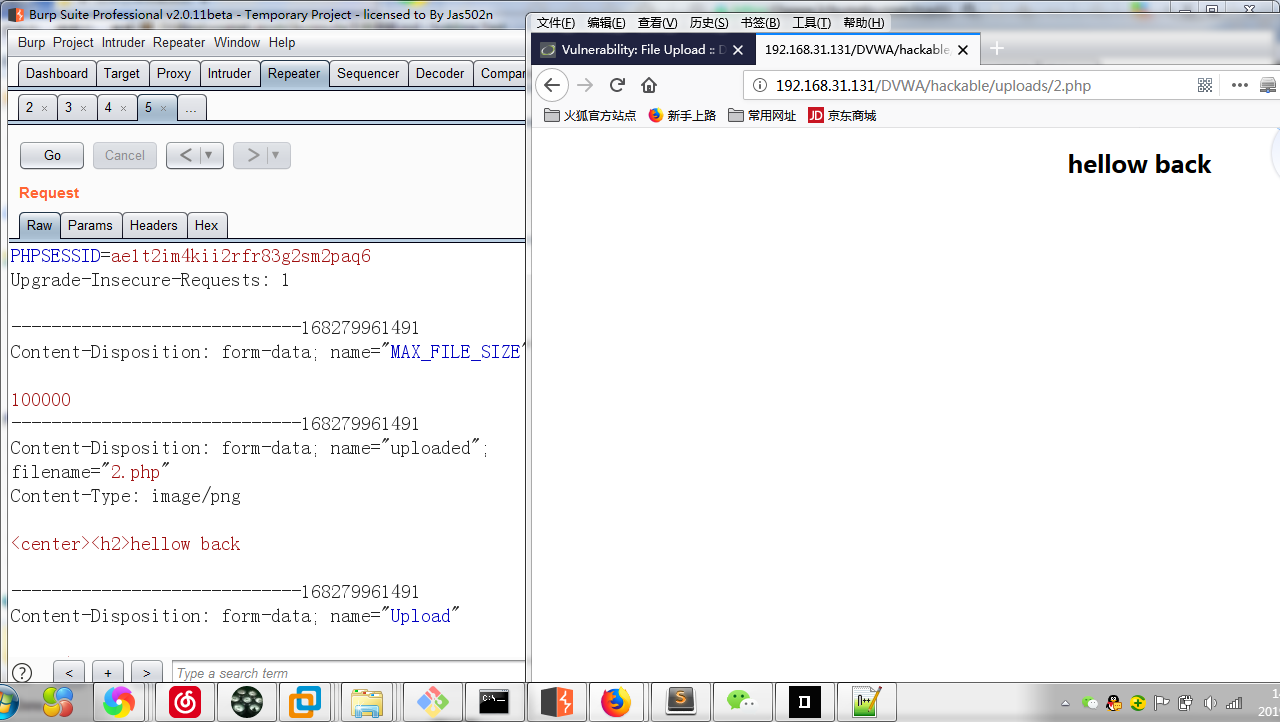 Burp Suite Professional v2.0.11beta - Temporary Project - licensed to By Jas502n
Burp Project Intruder Repeater Window Help
Dashboard Target Proxy Intruder Repeater Sequencer Decoder Compar
2 × 3 × 4 × 5 × ...
Go Cancel < ▼ > ▼
Request
Raw Params Headers Hex
PHPSESSID=ae1t2im4kii2rfr83g2sm2paq6
Upgrade-Insecure-Requests: 1
-----------------------------168279961491
Content-Disposition: form-data; name="MAX_FILE_SIZE"
100000
-----------------------------168279961491
Content-Disposition: form-data; name="uploaded";
filename="2.php"
Content-Type: image/png
<center><h2>hellow back
-----------------------------168279961491
Content-Disposition: form-data; name="Upload"
? < + > Type a search term
文件(F) 编辑(E) 查看(V) 历史(S) 书签(B) 工具(T) 帮助(H)
Vulnerability: File Upload :: D × 192.168.31.131/DVWA/hackable × +
192.168.31.131/DVWA/hackable/uploads/2.php
火狐官方站点 新手上路 常用网址 JD 京东商城
hellow back